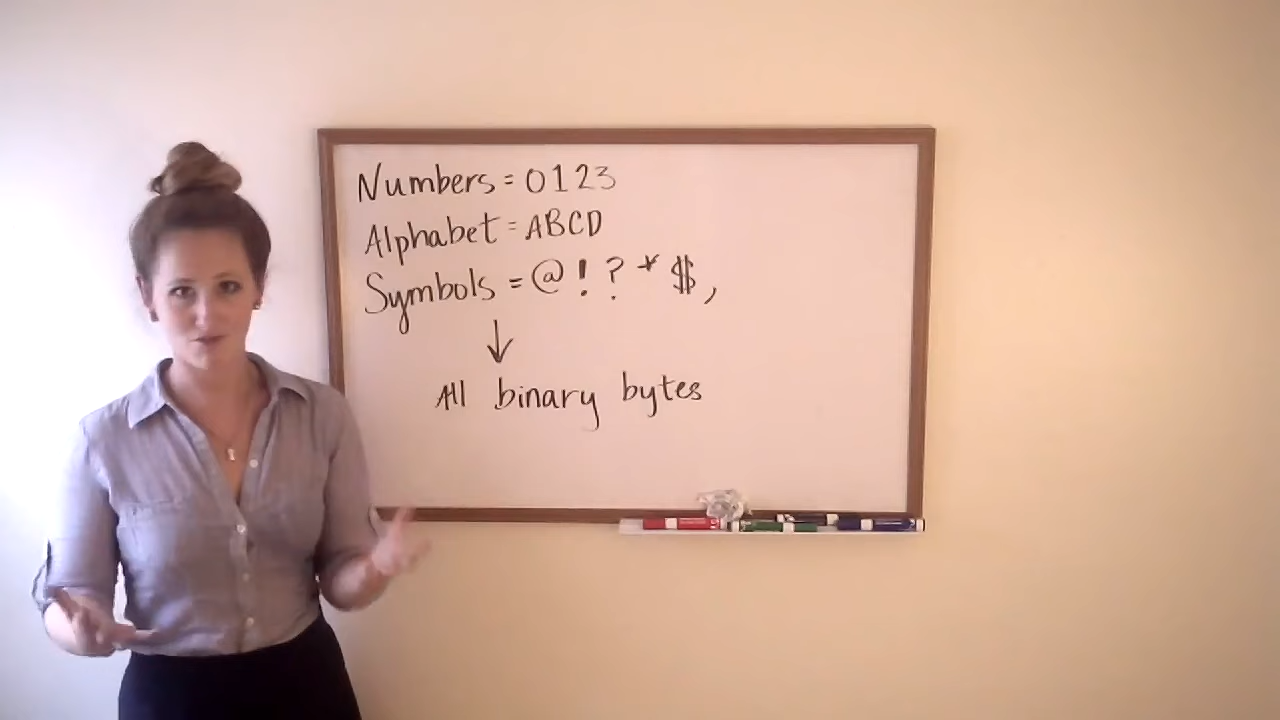 Numbers = 0123
Alphabet = ABCD
Symbols = @ ! ? * $ ,
↓
All binary bytes